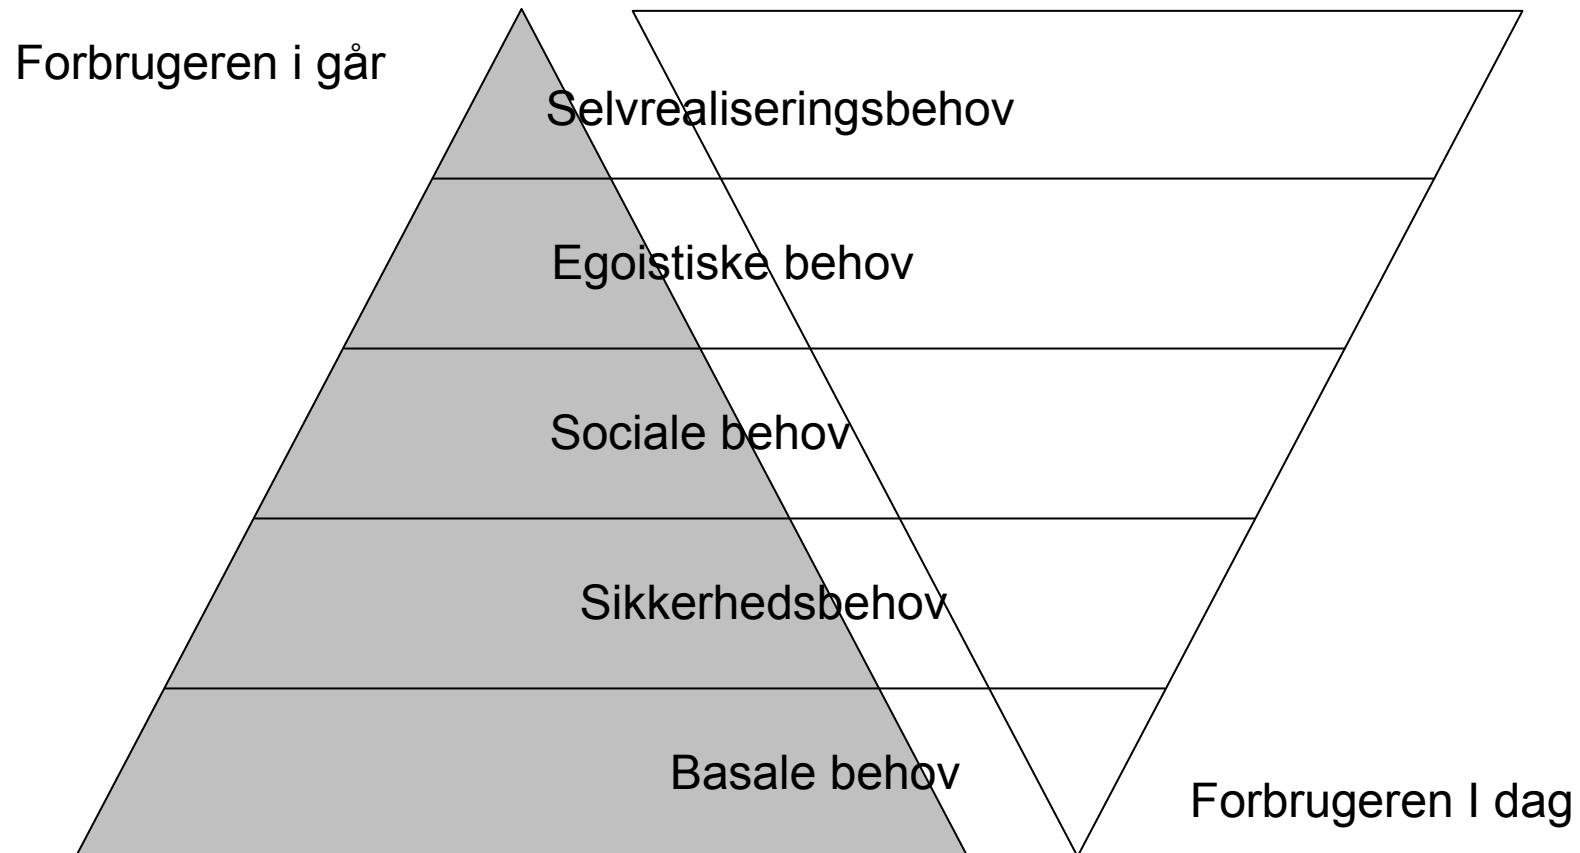 Forbrugeren i går
Selvrealiseringsbehov
Egoistiske behov
Sociale behov
Sikkerhedsbehov
Basale behov
Forbrugeren I dag